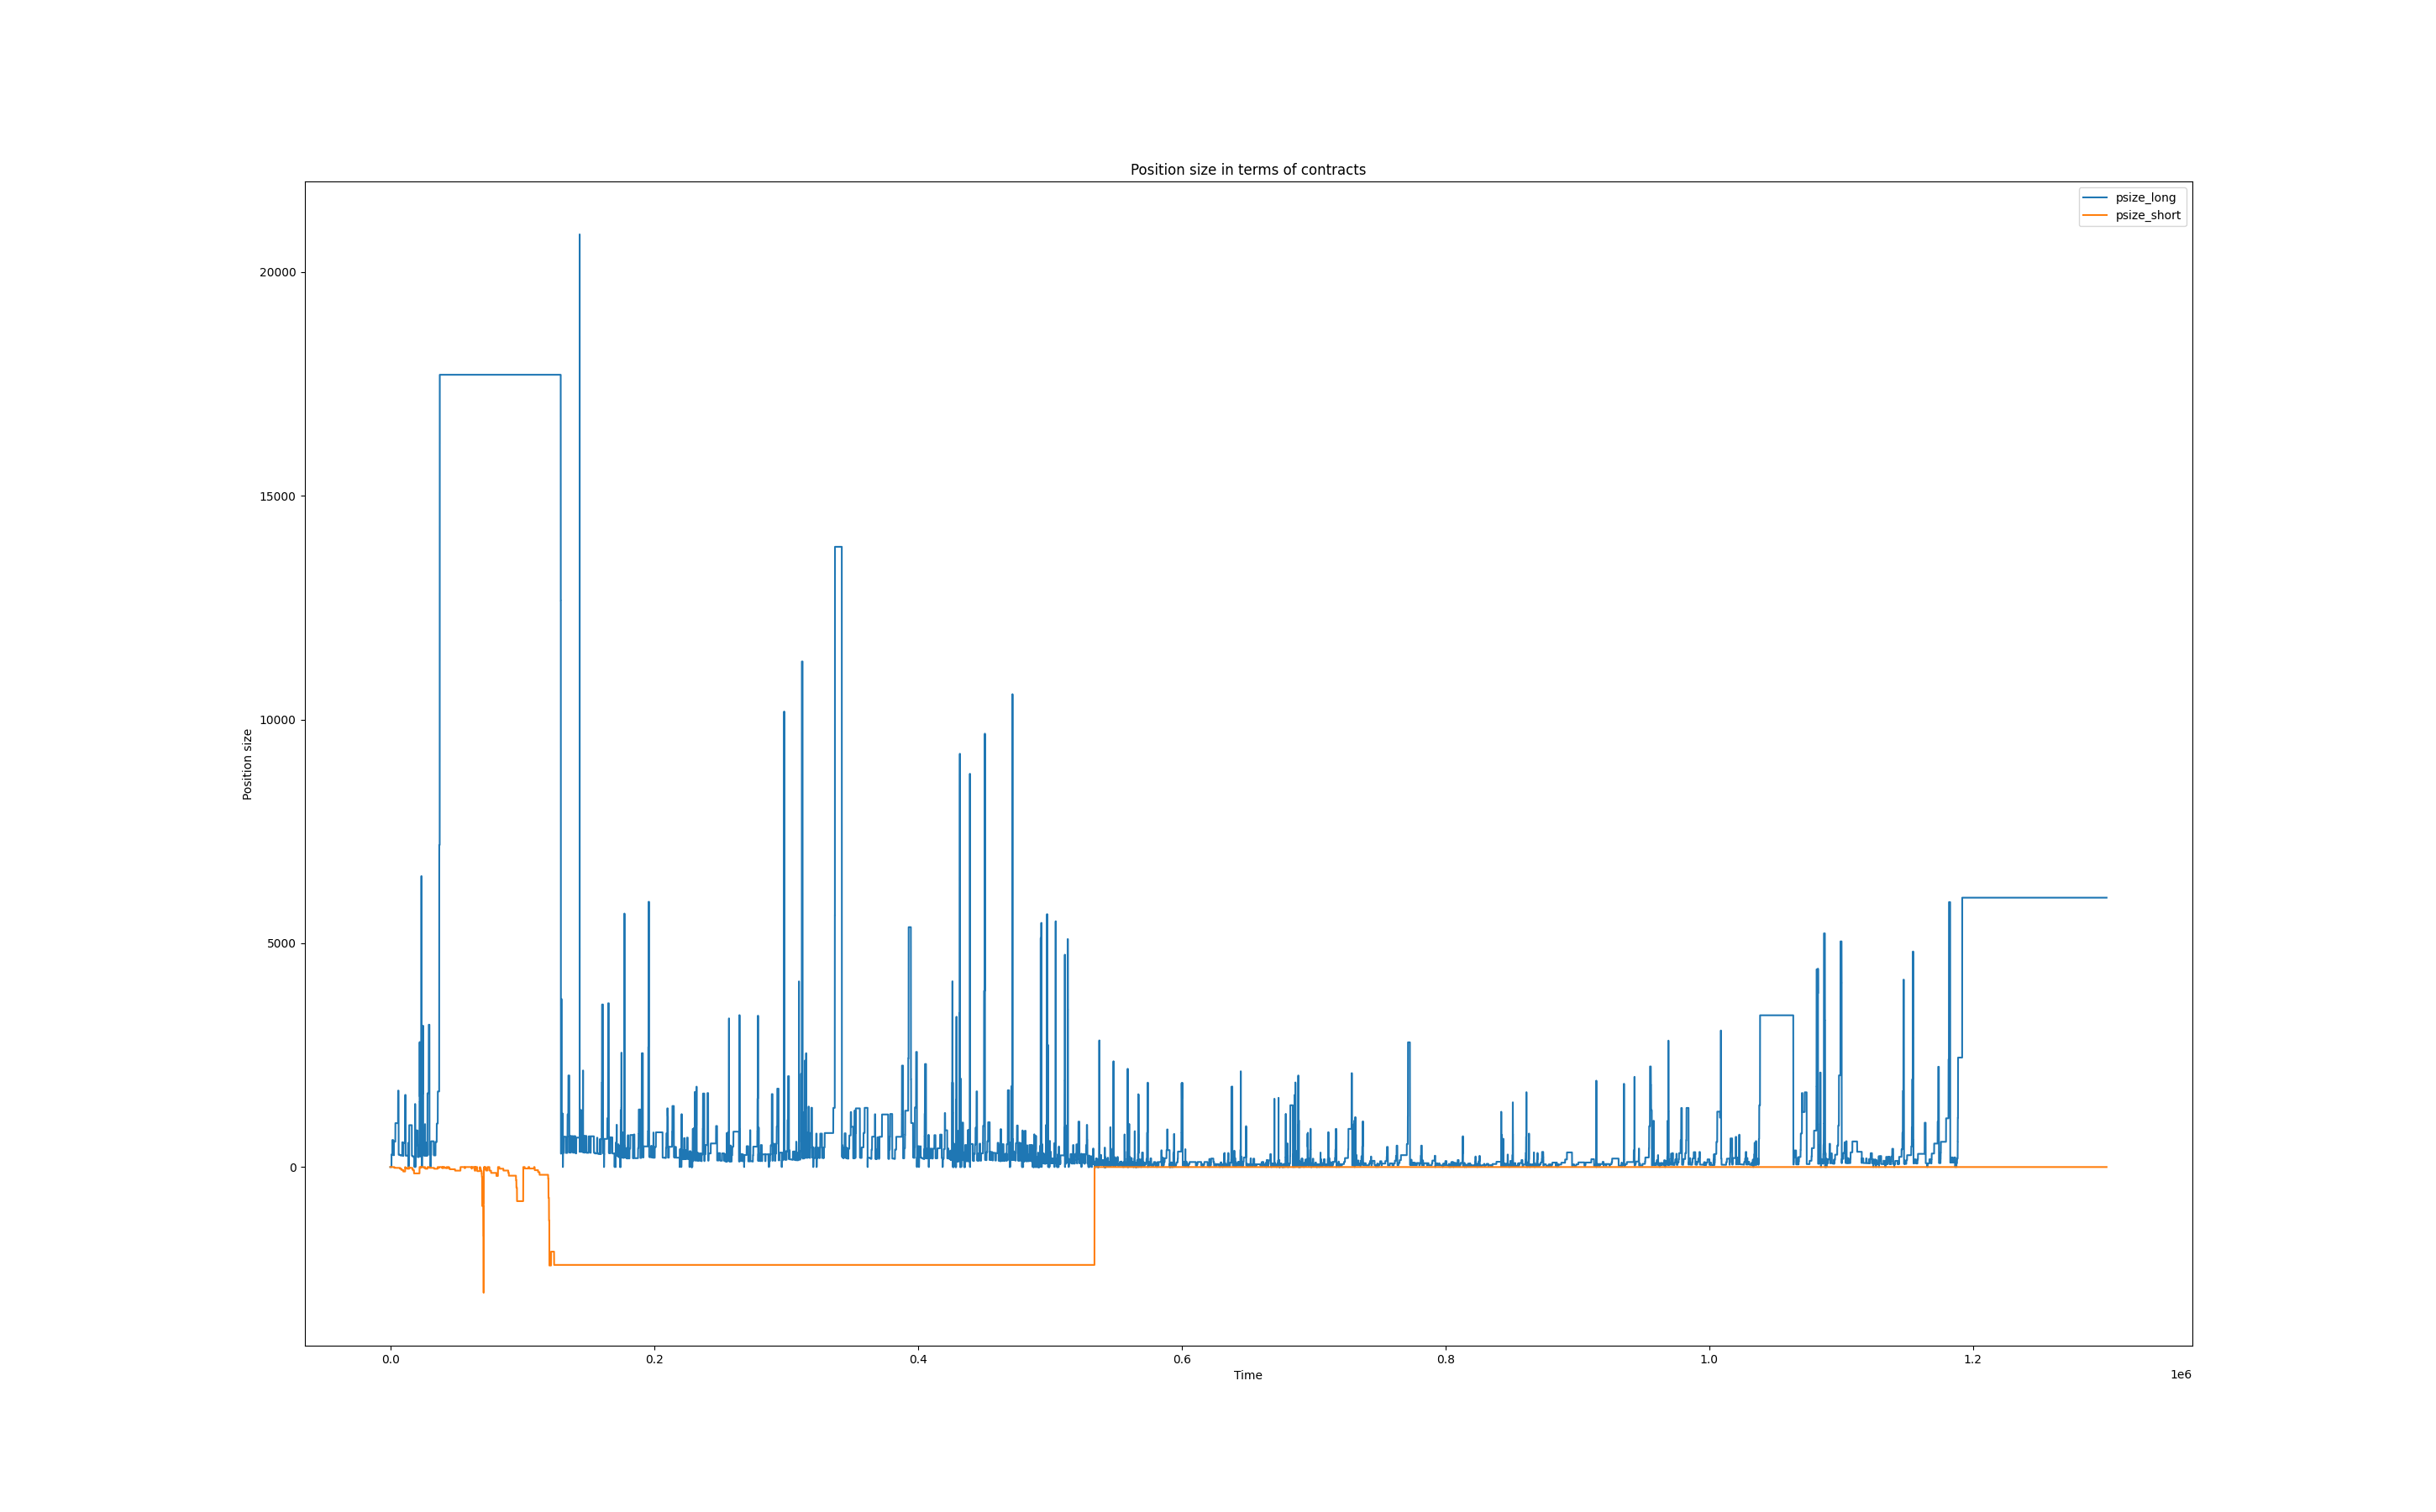 Position size in terms of contracts
psize_long
psize_short
20000
15000
10000
5000
0
Position size
0.0
0.2
0.4
0.6
0.8
1.0
1.2
1e6
Time